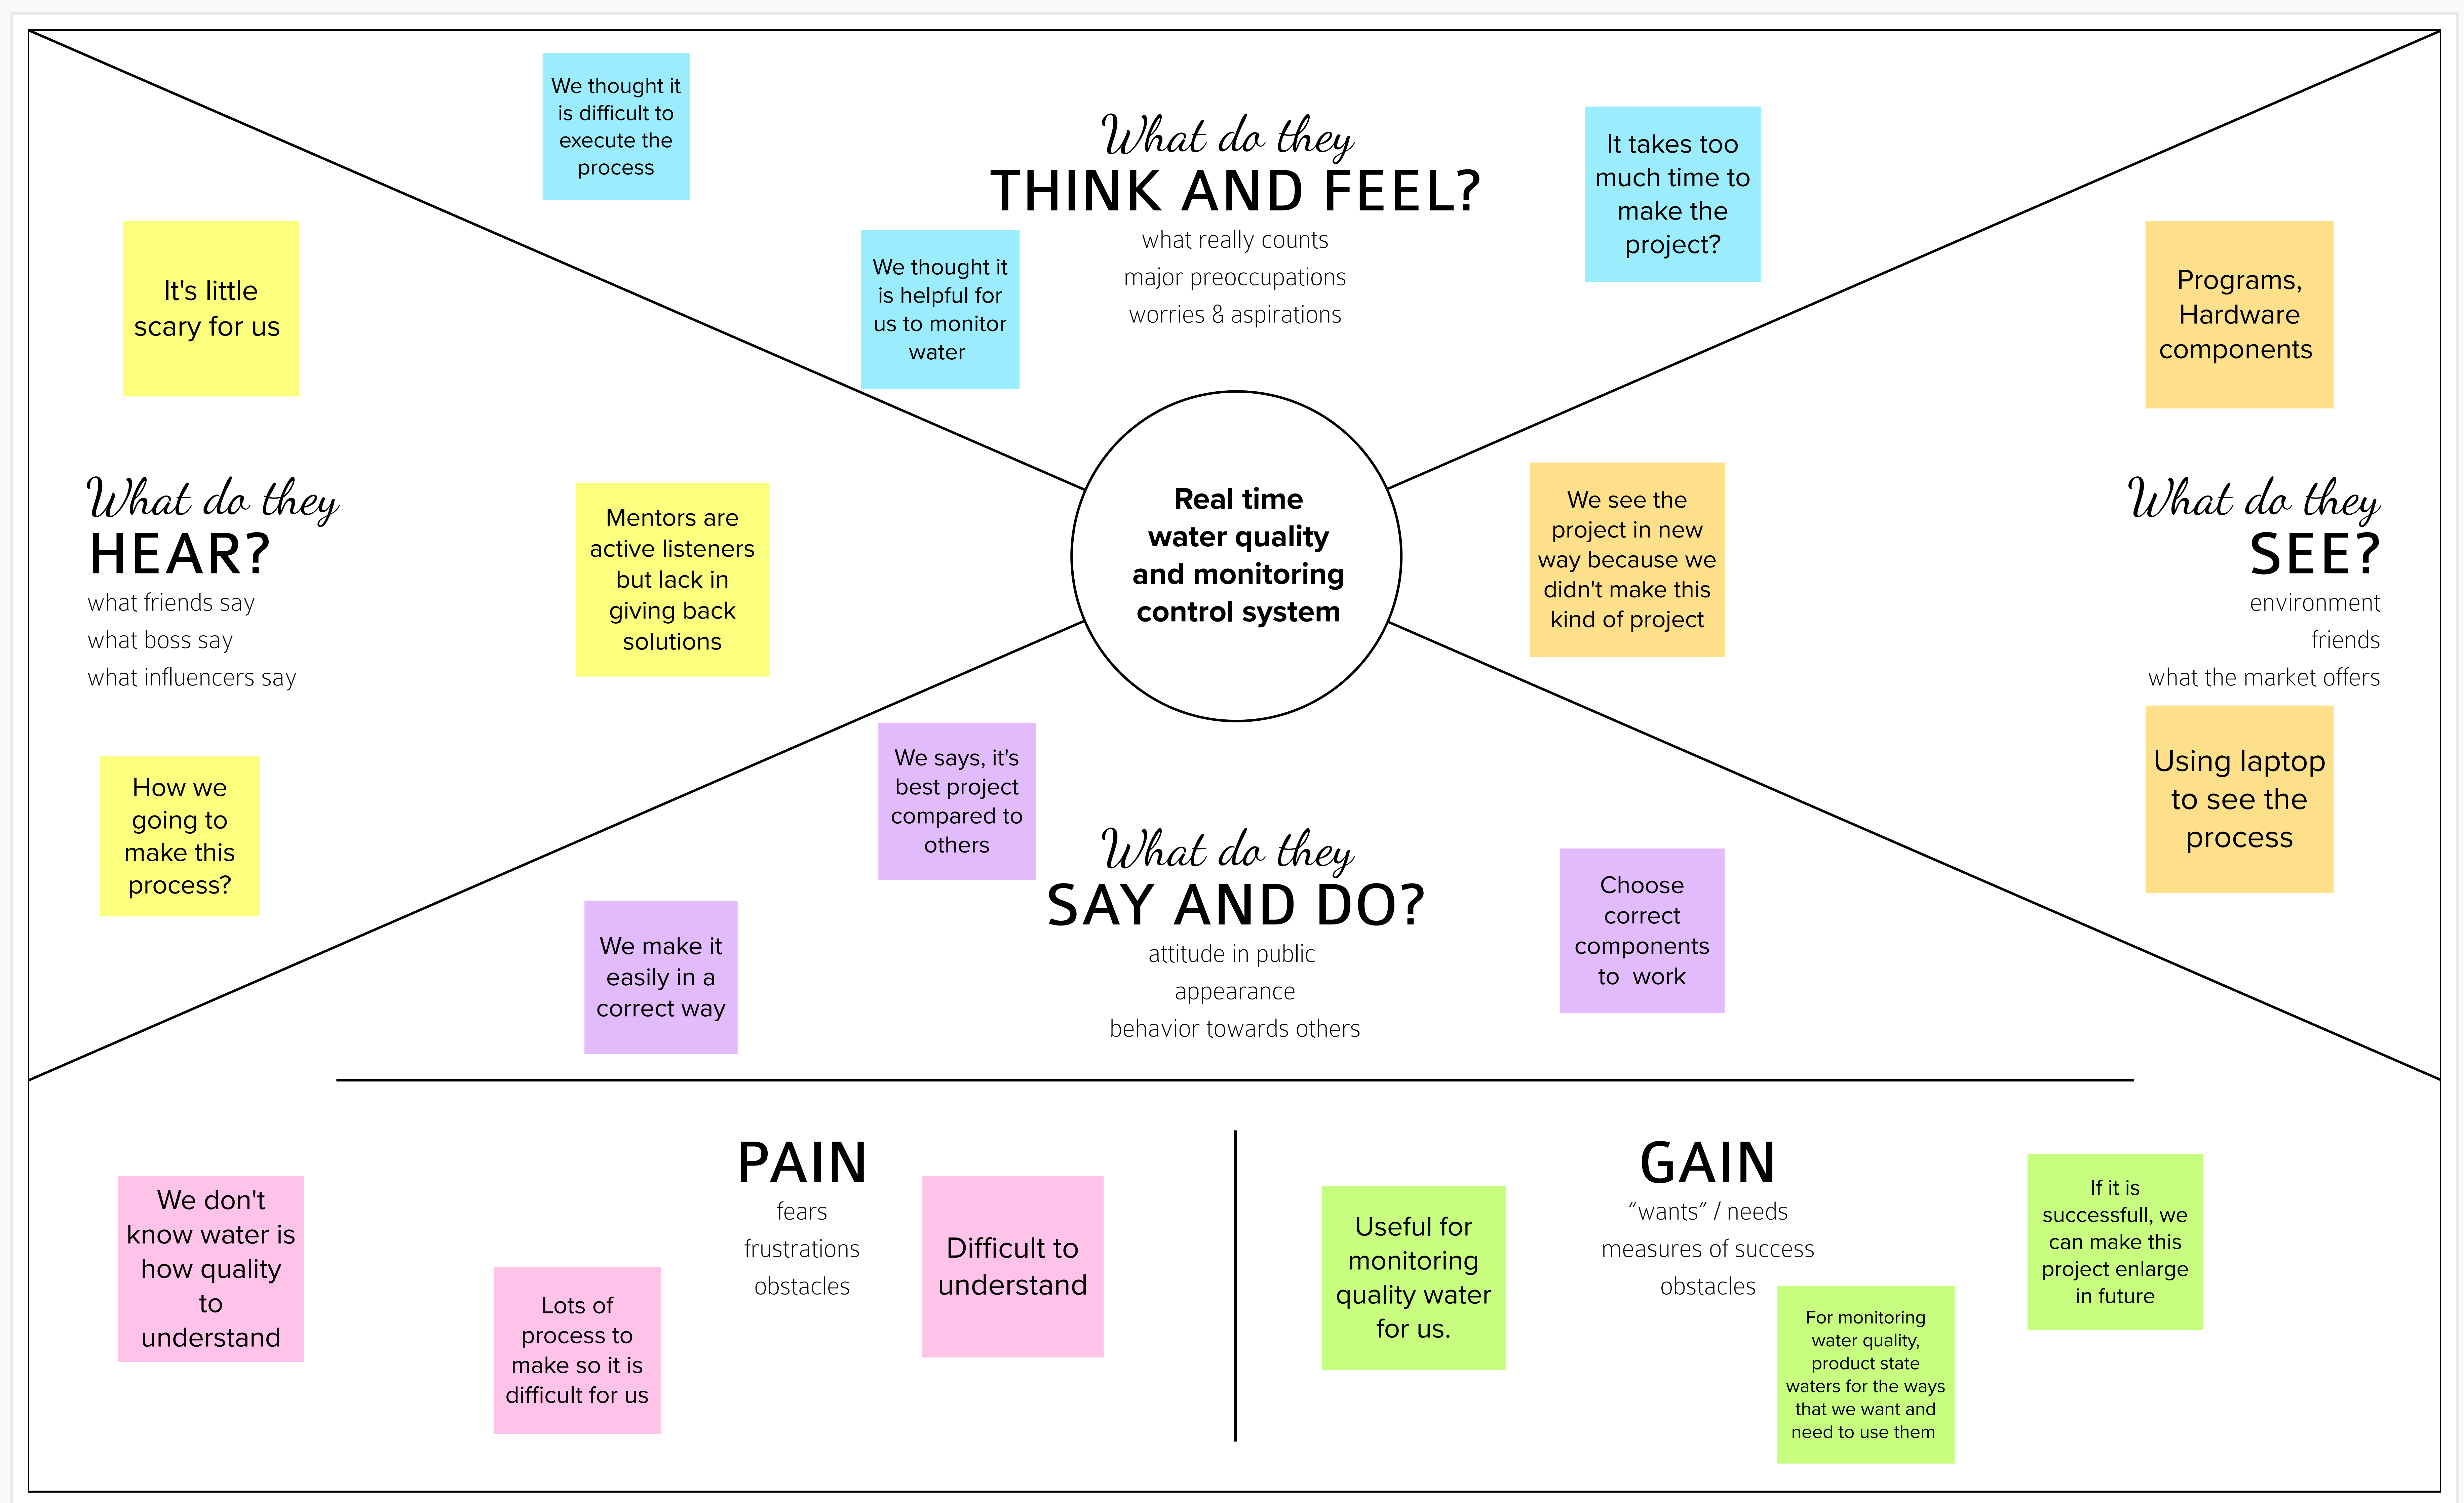 We thought it
is difficult to
execute the
process
What do they
THINK AND FEEL?
what really counts
major preoccupations
worries & aspirations
We thought it
is helpful for
us to monitor
water
It takes too
much time to
make the
project?
It's little
scary for us
What do they
HEAR?
what friends say
what boss say
what influencers say
Mentors are
active listeners
but lack in
giving back
solutions
How we
going to
make this
process?
Real time
water quality
and monitoring
control system
Programs,
Hardware
components
We see the
project in new
way because we
didn't make this
kind of project
What do they
SEE?
environment
friends
what the market offers
Using laptop
to see the
process
We says, it's
best project
compared to
others
We make it
easily in a
correct way
What do they
SAY AND DO?
attitude in public
appearance
behavior towards others
Choose
correct
components
to  work
PAIN
fears
frustrations
obstacles
We don't
know water is
how quality
to
understand
Lots of
process to
make so it is
difficult for us
Difficult to
understand
GAIN
“wants” / needs
measures of success
obstacles
Useful for
monitoring
quality water
for us.
For monitoring
water quality,
product state
waters for the ways
that we want and
need to use them
If it is
successfull, we
can make this
project enlarge
in future